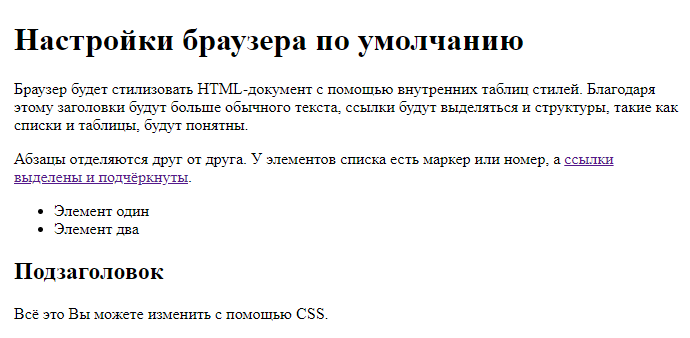 Настройки браузера по умолчанию
Браузер будет стилизовать HTML-документ с помощью внутренних таблиц стилей. Благодаря
этому заголовки будут больше обычного текста, ссылки будут выделяться и структуры, такие как
списки и таблицы, будут понятны.
Абзацы отделяются друг от друга. У элементов списка есть маркер или номер, а ссылки
выделены и подчёркнуты.
• Элемент один
• Элемент два
Подзаголовок
Всё это Вы можете изменить с помощью CSS.